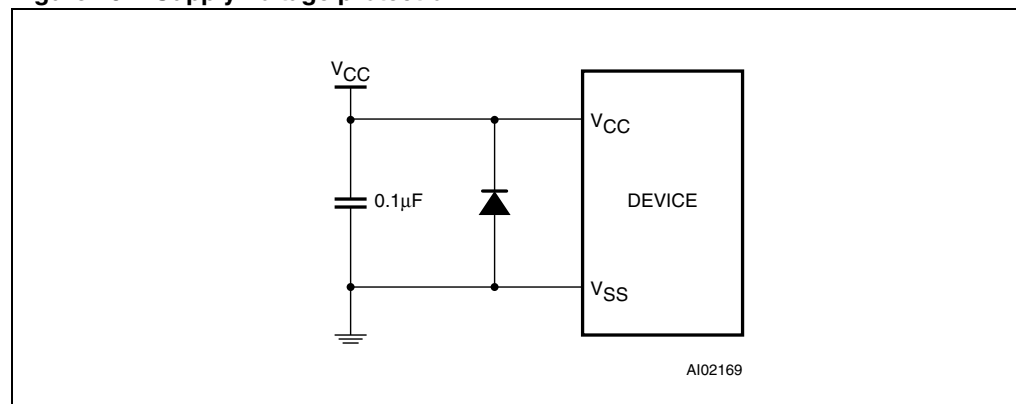 V_CC
V_CC
0.1μF
DEVICE
V_SS
AI02169